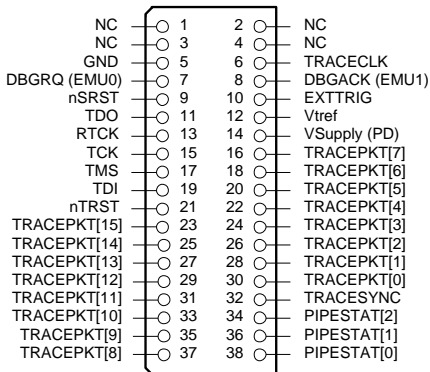 NC 1 2 NC
NC 3 4 NC
GND 5 6 TRACECLK
DBGRQ (EMU0) 7 8 DBGACK (EMU1)
nSRST 9 10 EXTTRIG
TDO 11 12 Vtref
RTCK 13 14 VSupply (PD)
TCK 15 16 TRACEPKT[7]
TMS 17 18 TRACEPKT[6]
TDI 19 20 TRACEPKT[5]
nTRST 21 22 TRACEPKT[4]
TRACEPKT[15] 23 24 TRACEPKT[3]
TRACEPKT[14] 25 26 TRACEPKT[2]
TRACEPKT[13] 27 28 TRACEPKT[1]
TRACEPKT[12] 29 30 TRACEPKT[0]
TRACEPKT[11] 31 32 TRACESYNC
TRACEPKT[10] 33 34 PIPESTAT[2]
TRACEPKT[9] 35 36 PIPESTAT[1]
TRACEPKT[8] 37 38 PIPESTAT[0]